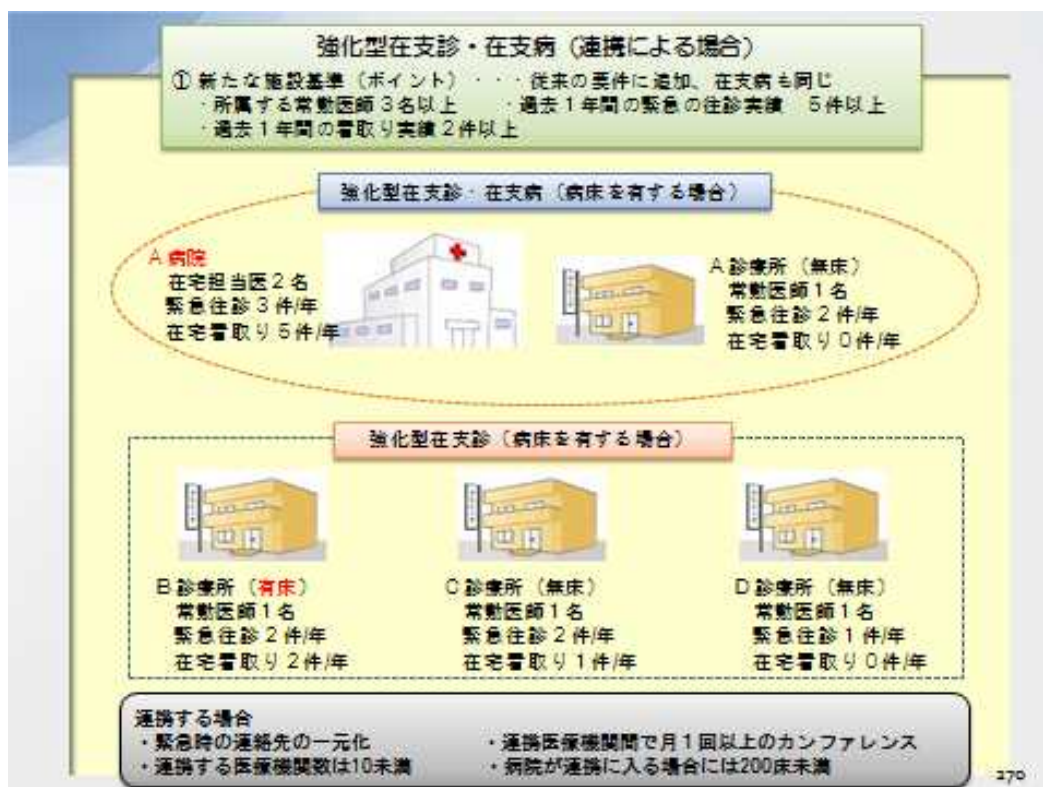 強化型在支診・在支病（連携による場合）
① 新たな施設基準（ポイント）・・・従来の要件に追加、在支病も同じ
・所属する常勤医師３名以上　・過去１年間の緊急の往診実績　５件以上
・過去１年間の看取り実績２件以上
強化型在支診・在支病（病床を有する場合）
A 病院
在宅担当医２名
緊急往診３件/年
在宅看取り５件/年
A 診療所（無床）
常勤医師１名
緊急往診２件/年
在宅看取り０件/年
強化型在支診（病床を有する場合）
B 診療所（有床）
常勤医師１名
緊急往診２件/年
在宅看取り２件/年
C 診療所（無床）
常勤医師１名
緊急往診２件/年
在宅看取り１件/年
D 診療所（無床）
常勤医師１名
緊急往診１件/年
在宅看取り０件/年
連携する場合
・緊急時の連絡先の一元化　・連携医療機関間で月１回以上のカンファレンス
・連携する医療機関数は10未満　・病院が連携に入る場合には200床未満
270